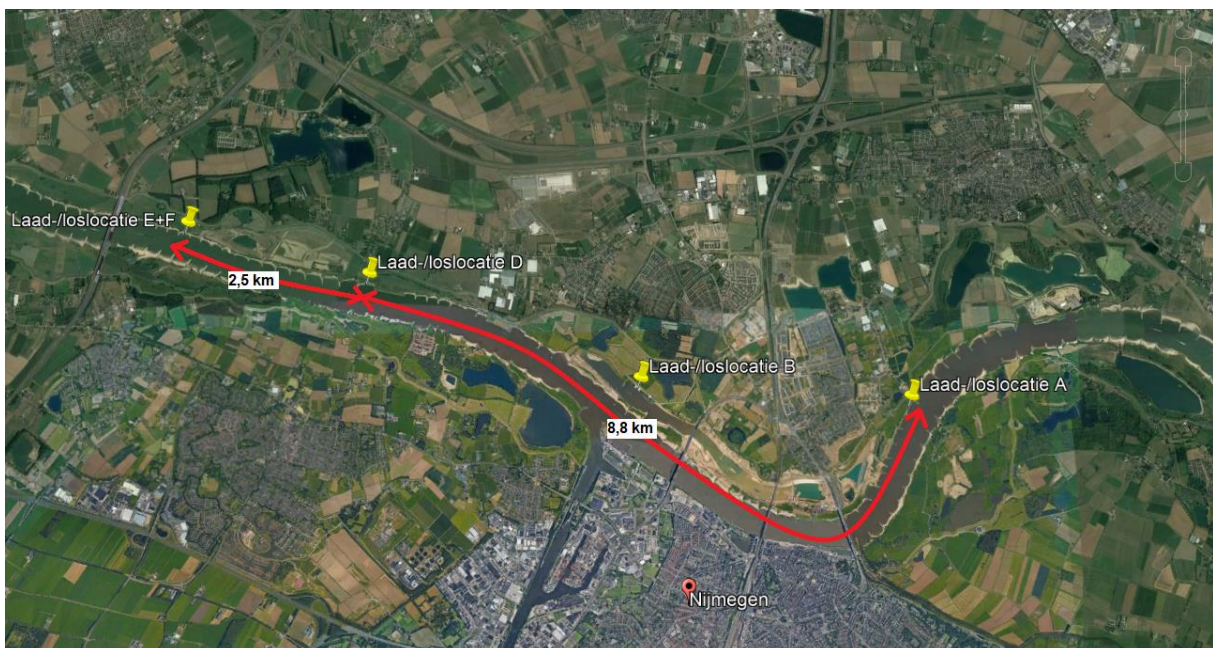 Laad-/loslocatie E+F
Laad-/loslocatie D
2,5 km
Laad-/loslocatie B
Laad-/loslocatie A
8,8 km
Nijmegen